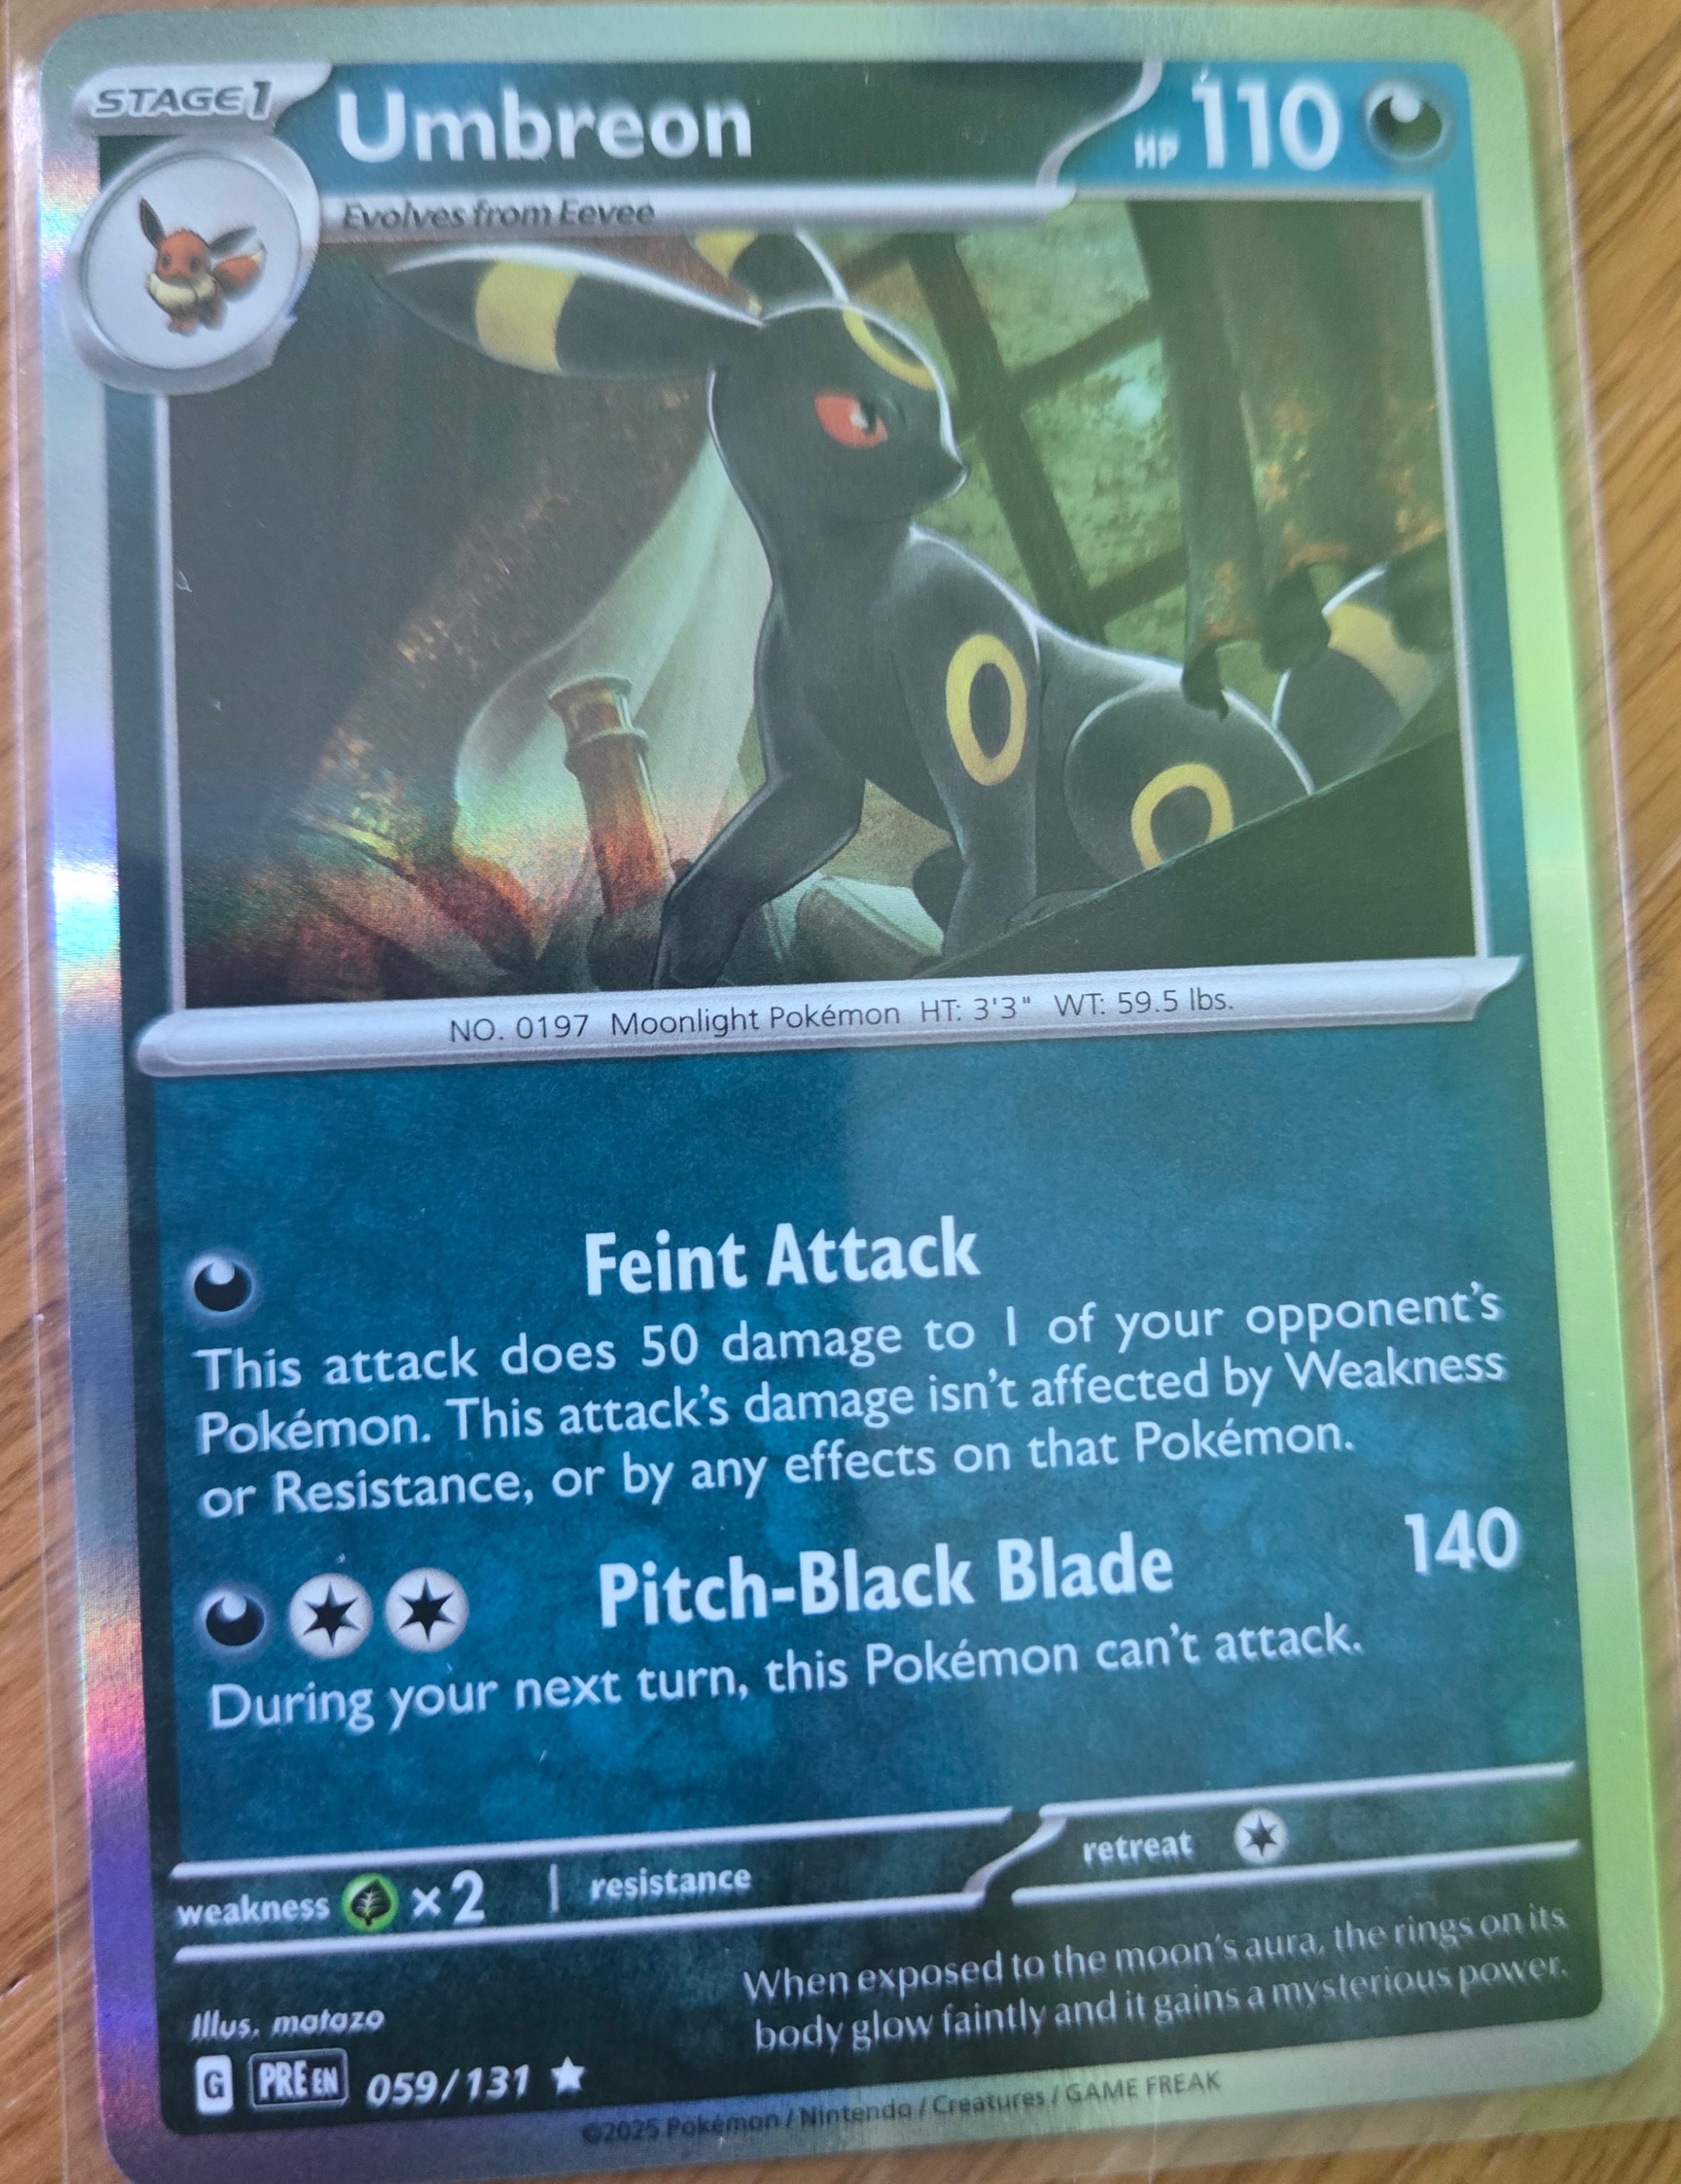 STAGE1
Umbreon
HP 110
Evolves from Eevee
NO. 0197 Moonlight Pokémon HT: 3'3" WT: 59.5 lbs.
Feint Attack
This attack does 50 damage to 1 of your opponent's
Pokémon. This attack's damage isn't affected by Weakness
or Resistance, or by any effects on that Pokémon.
Pitch-Black Blade 140
During your next turn, this Pokémon can't attack.
weakness ×2 resistance retreat
When exposed to the moon's aura, the rings on its
body glow faintly and it gains a mysterious power.
Illus. matazo
G PRE EN 059/131
©2025 Pokémon / Nintendo / Creatures / GAME FREAK